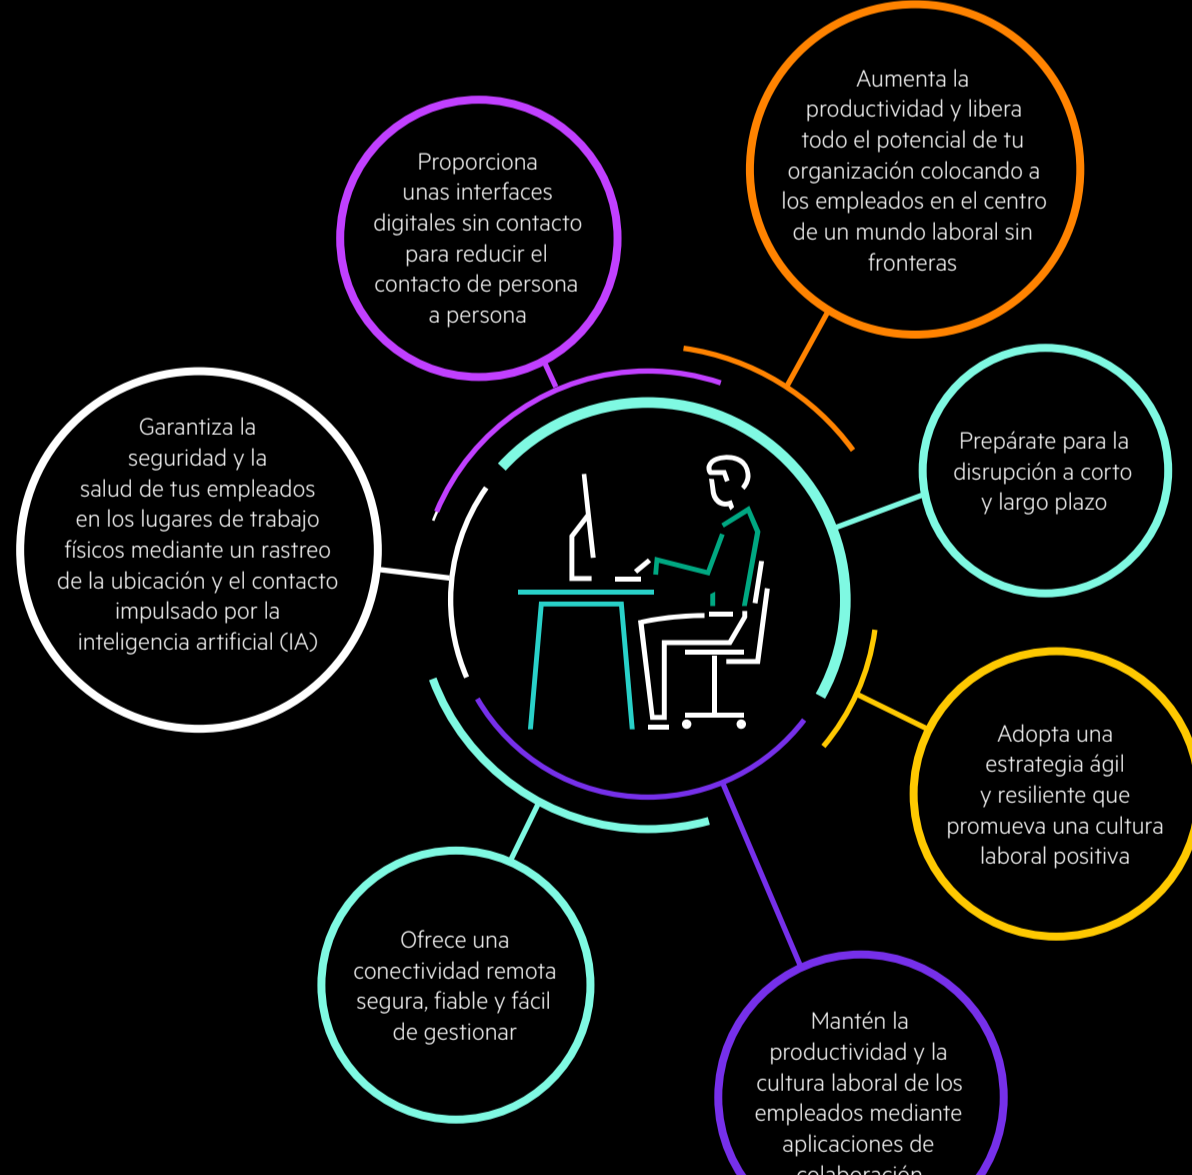 Aumenta la
productividad y libera
todo el potencial de tu
organización colocando a
los empleados en el centro
de un mundo laboral sin
fronteras
Proporciona
unas interfaces
digitales sin contacto
para reducir el
contacto de persona
a persona
Prepárate para la
disrupción a corto
y largo plazo
Garantiza la
seguridad y la
salud de tus empleados
en los lugares de trabajo
físicos mediante un rastreo
de la ubicación y el contacto
impulsado por la
inteligencia artificial (IA)
Adopta una
estrategia ágil
y resiliente que
promueva una cultura
laboral positiva
Ofrece una
conectividad remota
segura, fiable y fácil
de gestionar
Mantén la
productividad y la
cultura laboral de los
empleados mediante
aplicaciones de
colaboración